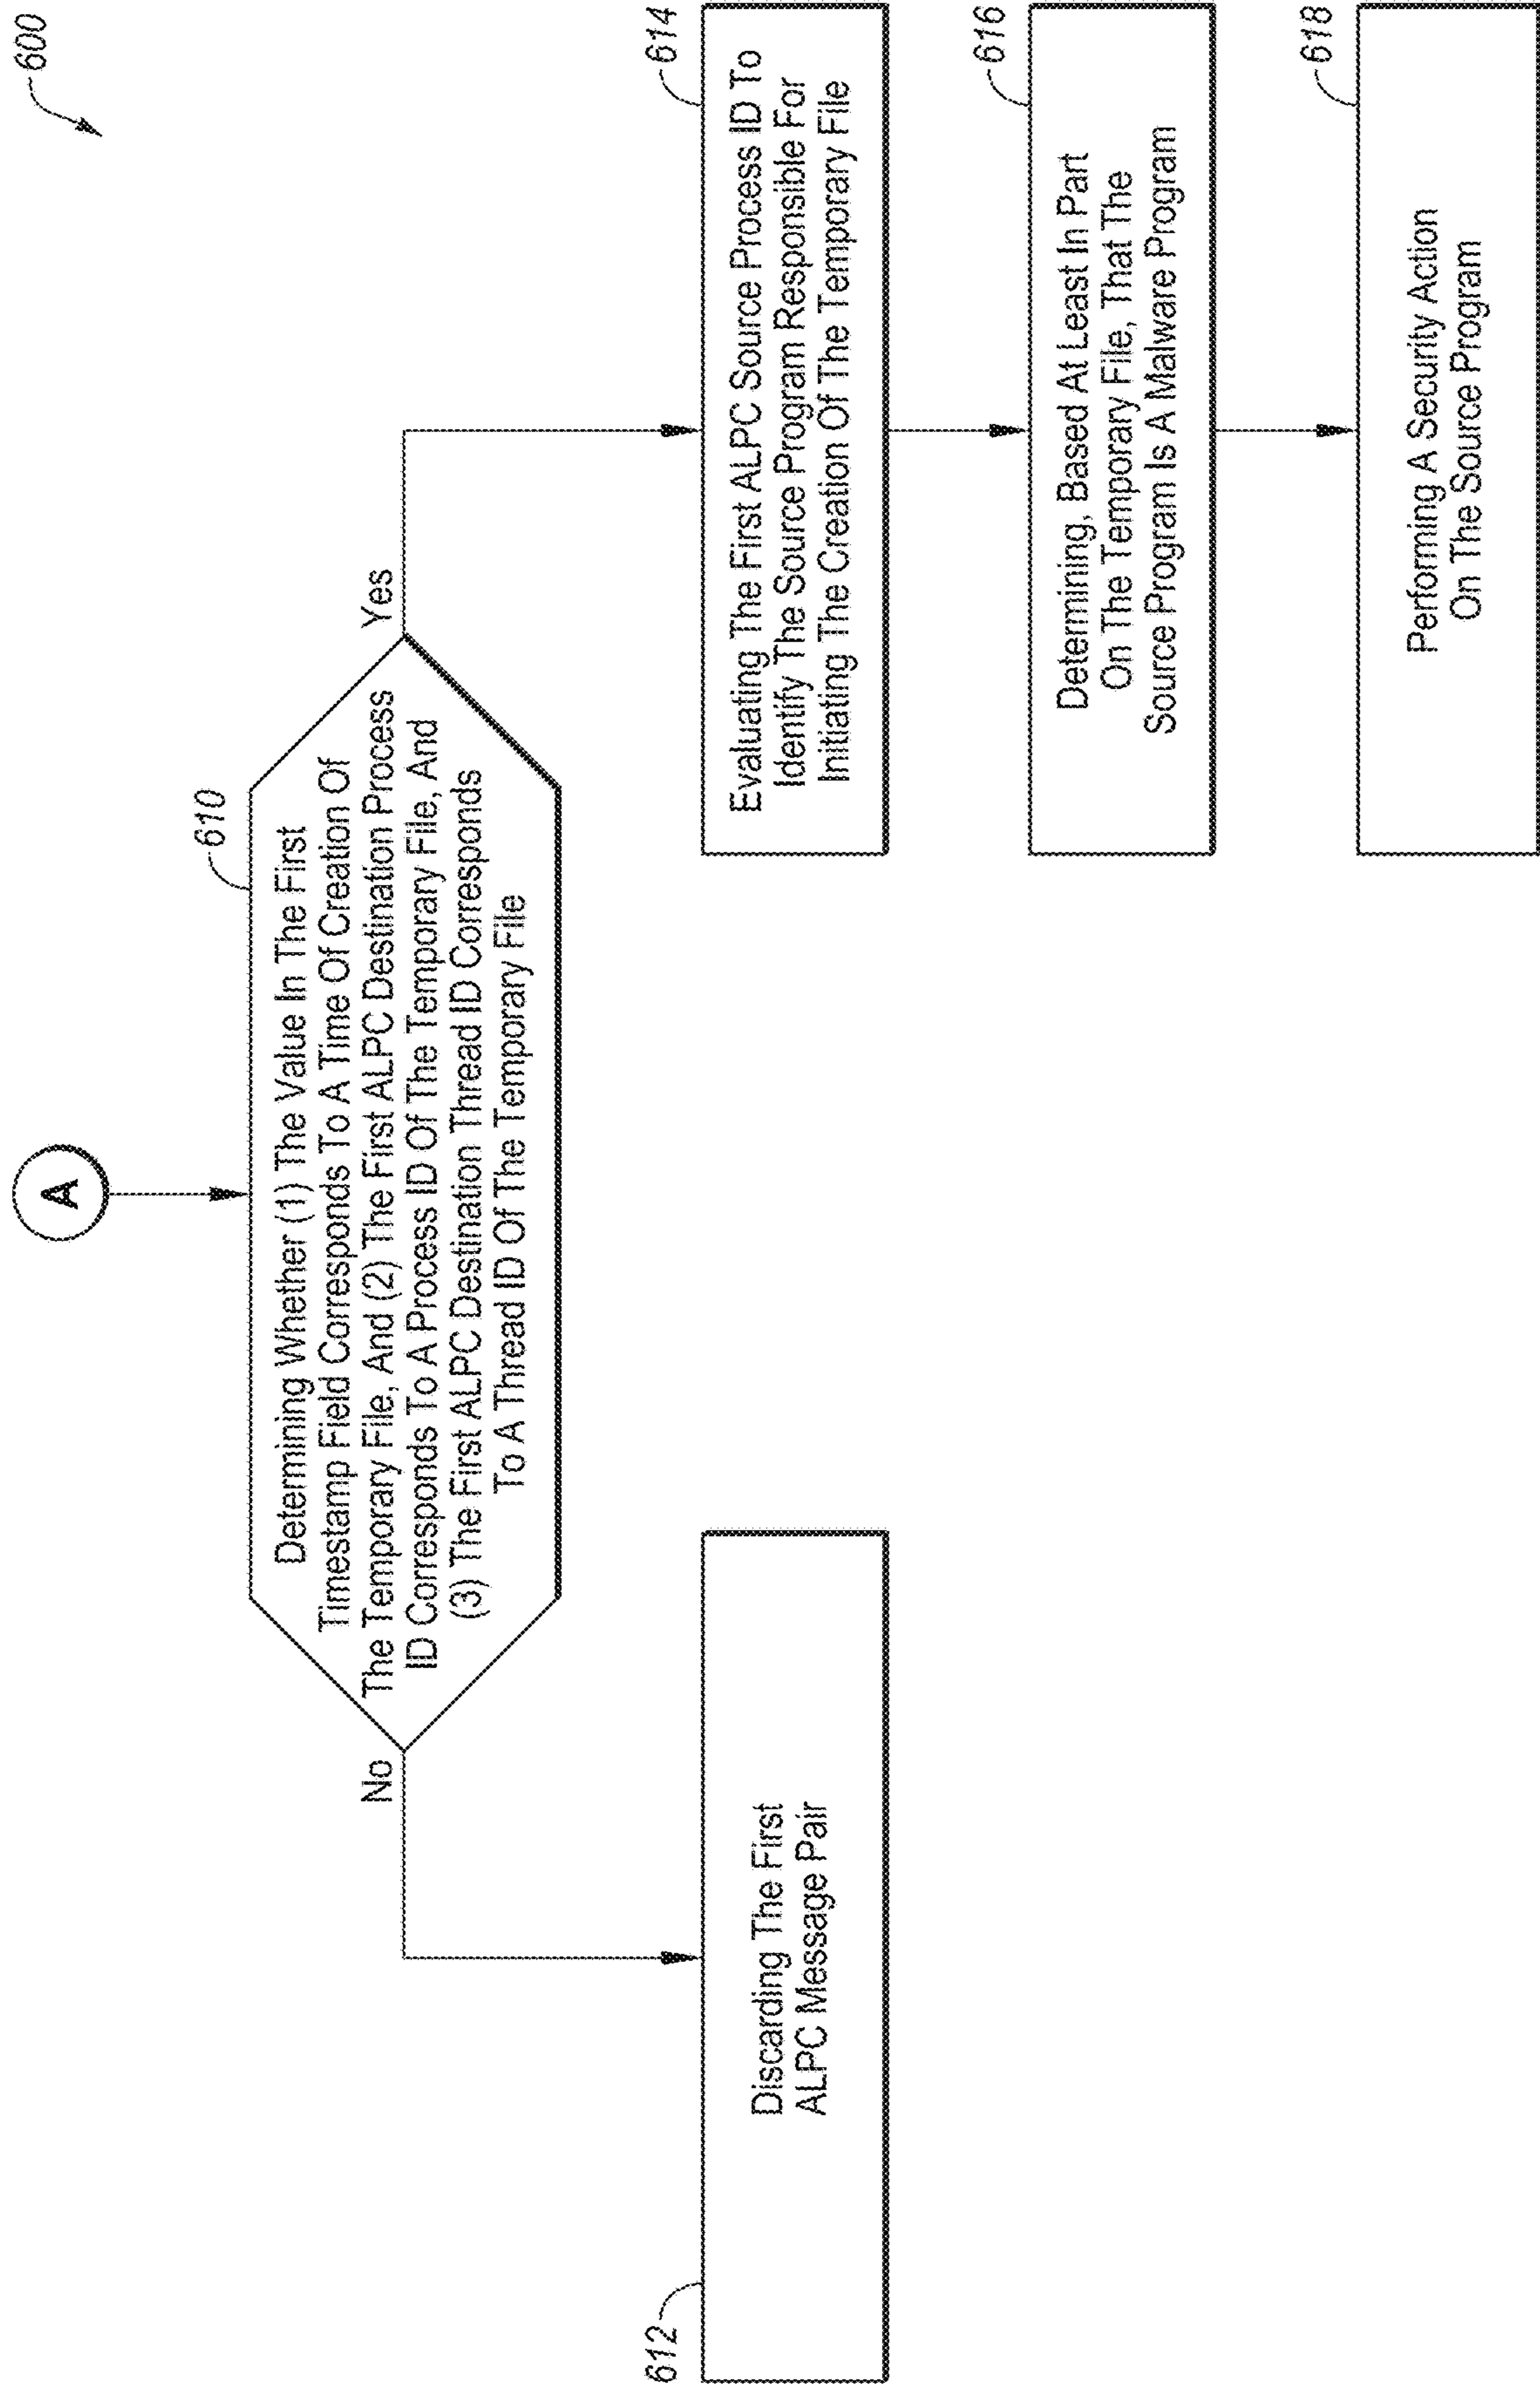 600
A
610
Determining Whether (1) The Value In The First
Timestamp Field Corresponds To A Time Of Creation Of
The Temporary File, And (2) The First ALPC Destination Process
ID Corresponds To A Process ID Of The Temporary File, And
(3) The First ALPC Destination Thread ID Corresponds
To A Thread ID Of The Temporary File
No
Yes
612
Discarding The First
ALPC Message Pair
614
Evaluating The First ALPC Source Process ID To
Identify The Source Program Responsible For
Initiating The Creation Of The Temporary File
616
Determining, Based At Least In Part
On The Temporary File, That The
Source Program Is A Malware Program
618
Performing A Security Action
On The Source Program